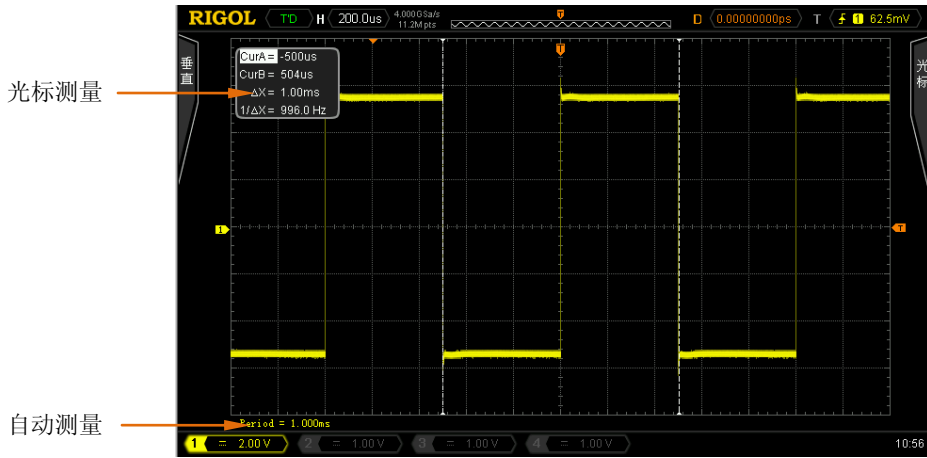 RIGOL T'D H 200.0us 4.000GSa/s 11.2Mpts D 0.00000000ps T 1 62.5mV
垂直
光标
CurA = -500us
CurB = 504us
△X = 1.00ms
1/△X = 996.0 Hz
光标测量
T
1
T
自动测量
Period = 1.000ms
1 = 2.00 V 2 = 1.00 V 3 = 1.00 V 4 = 1.00 V 10:56